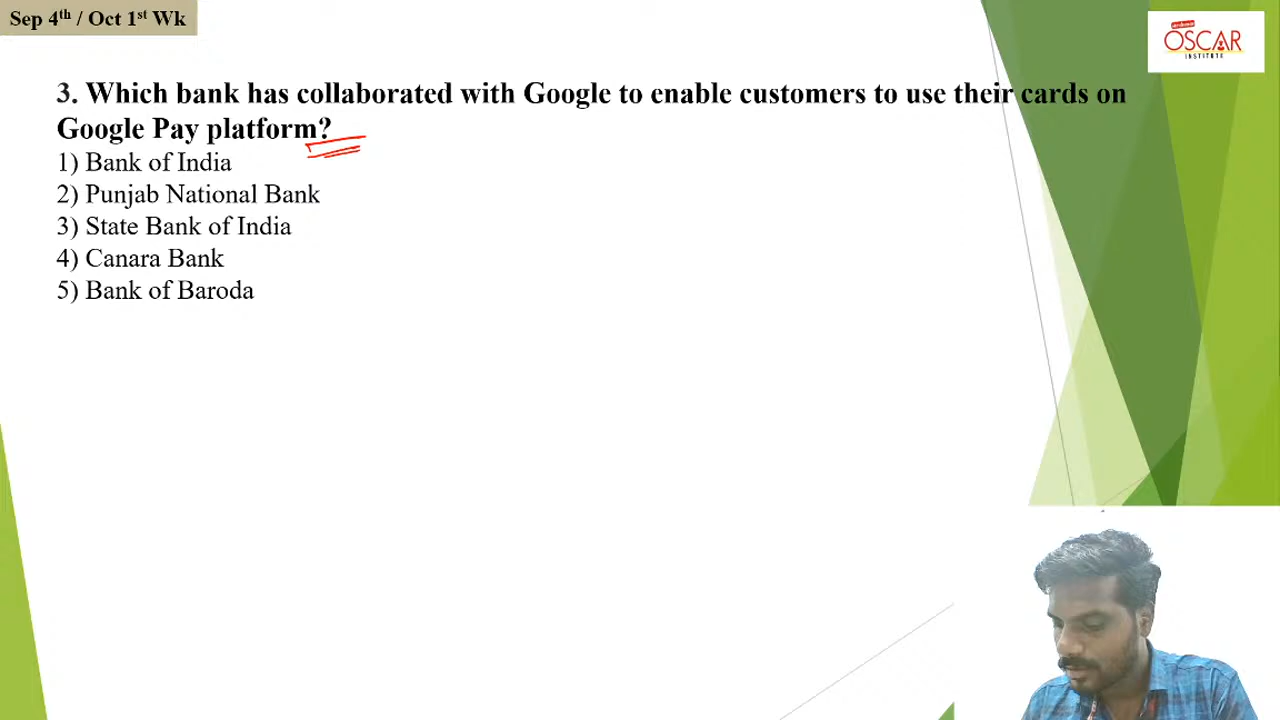 Sep 4th / Oct 1st Wk
OSCAR
INSTITUTE
3. Which bank has collaborated with Google to enable customers to use their cards on
Google Pay platform?
1) Bank of India
2) Punjab National Bank
3) State Bank of India
4) Canara Bank
5) Bank of Baroda